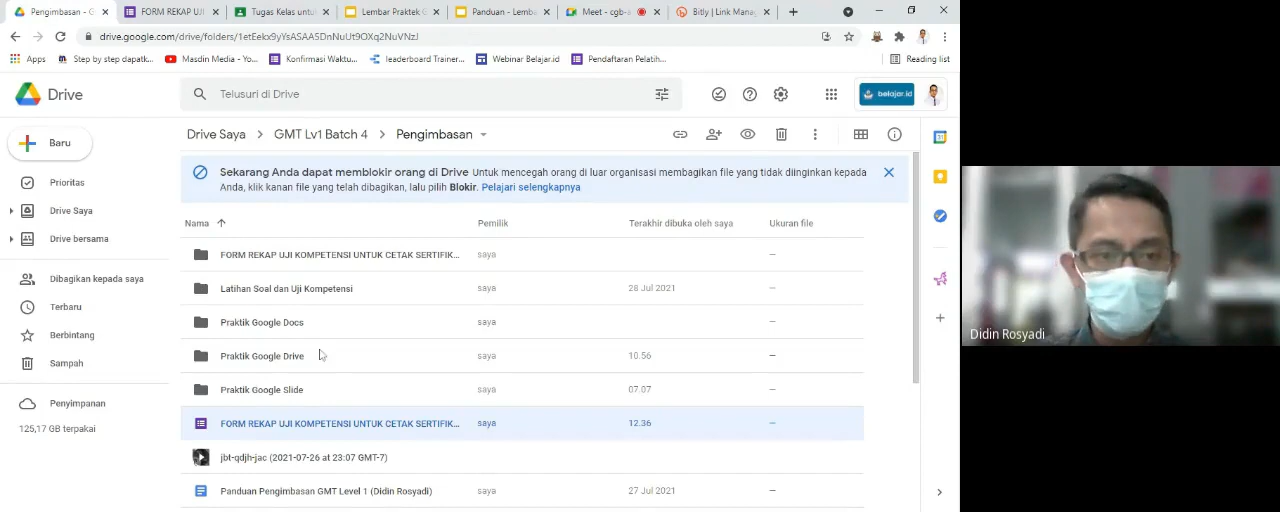 Pengimbasan - G
FORM REKAP UJI
Tugas Kelas untu
Lembar Praktek G
Panduan - Lemba
Meet - cgb-a
Bitly | Link Mana
drive.google.com/drive/folders/
Apps
Step by step dapatk...
Masdin Media - Yo...
Konfirmasi Waktu...
leaderboard Trainer...
Webinar Belajar.id
Pendaftaran Pelatih...
Reading list
Drive
Telusuri di Drive
belajar.id
Baru
Drive Saya > GMT Lv1 Batch 4 > Pengimbasan
Prioritas
Drive Saya
Drive bersama
Dibagikan kepada saya
Terbaru
Berbintang
Sampah
Penyimpanan
125,17 GB terpakai
Sekarang Anda dapat memblokir orang di Drive Untuk mencegah orang di luar organisasi membagikan file yang tidak diinginkan kepada
Anda, klik kanan file yang telah dibagikan, lalu pilih Blokir. Pelajari selengkapnya
Nama Pemilik Terakhir dibuka oleh saya Ukuran file
FORM REKAP UJI KOMPETENSI UNTUK CETAK SERTIFIK... saya —
Latihan Soal dan Uji Kompetensi saya 28 Jul 2021 —
Praktik Google Docs saya —
Praktik Google Drive saya 10.56 —
Praktik Google Slide saya 07.07 —
FORM REKAP UJI KOMPETENSI UNTUK CETAK SERTIFIK... saya 12.36 —
jbt-qdjh-jac (2021-07-26 at 23:07 GMT-7)
Panduan Pengimbasan GMT Level 1 (Didin Rosyadi) saya 27 Jul 2021 —
31
Didin Rosyadi